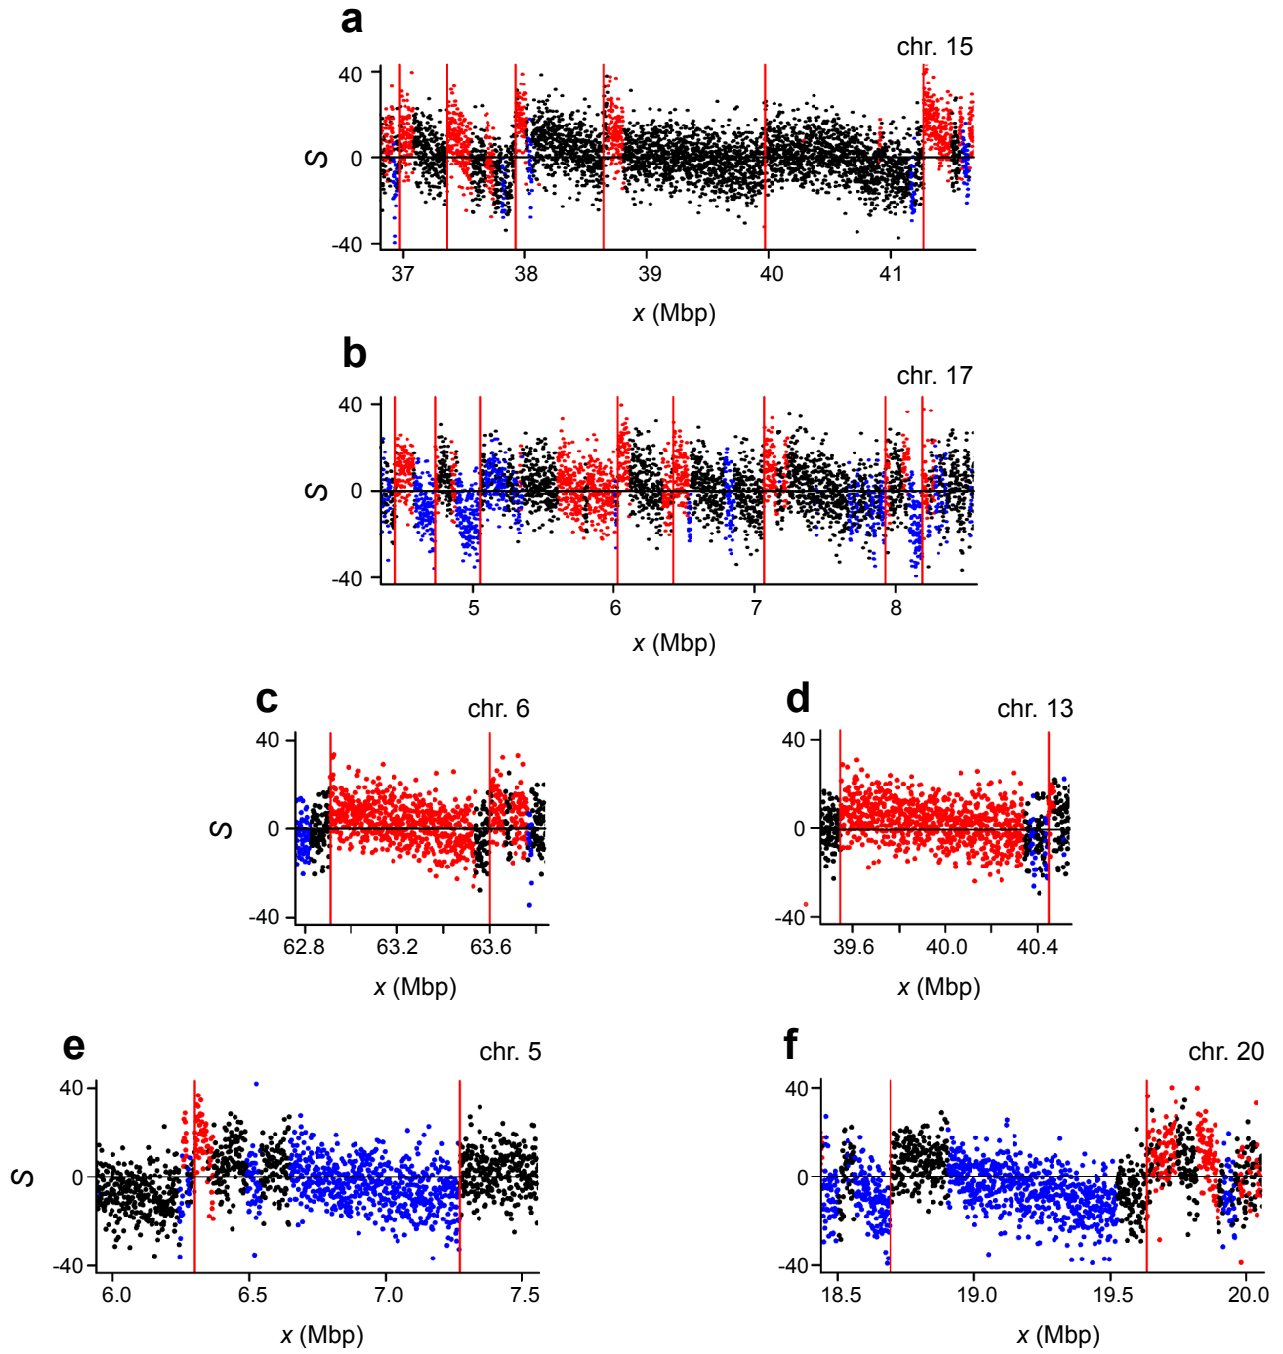 a
chr. 15
S
40
0
-40
37 38 39 40 41
x (Mbp)
b
chr. 17
S
40
0
-40
5 6 7 8
x (Mbp)
c
chr. 6
S
40
0
-40
62.8 63.2 63.6
x (Mbp)
d
chr. 13
40
0
-40
39.6 40.0 40.4
x (Mbp)
e
chr. 5
S
40
0
-40
6.0 6.5 7.0 7.5
x (Mbp)
f
chr. 20
40
0
-40
18.5 19.0 19.5 20.0
x (Mbp)